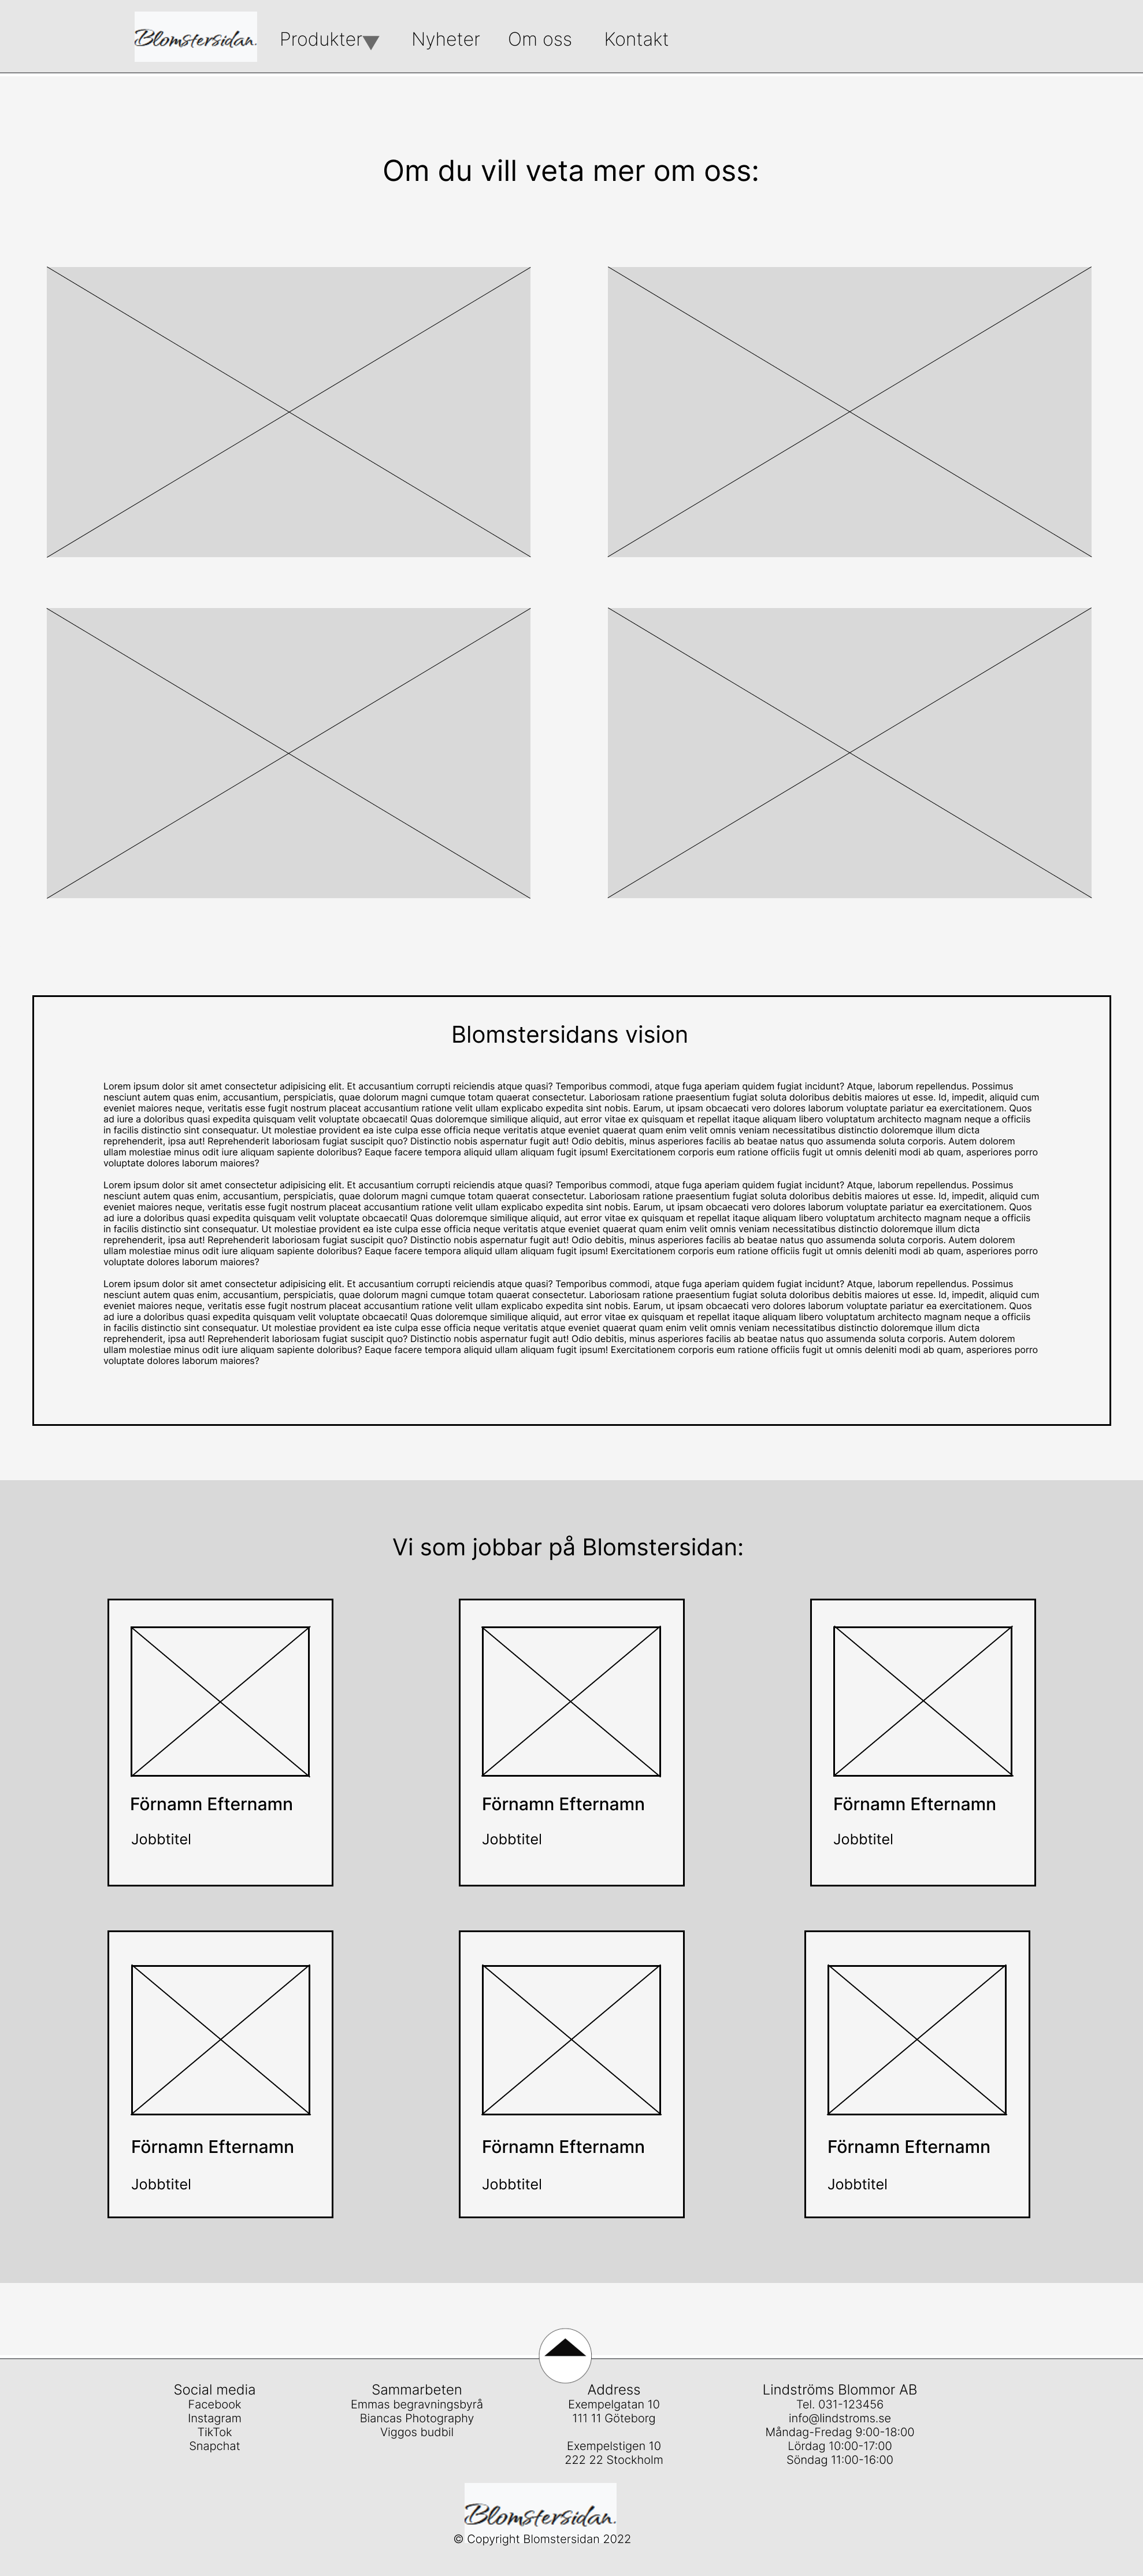 Blomstersidan.
Produkter Nyheter Om oss Kontakt
Om du vill veta mer om oss:
Blomstersidans vision
Lorem ipsum dolor sit amet consectetur adipisicing elit. Et accusantium corrupti reiciendis atque quasi? Temporibus commodi, atque fuga aperiam quidem fugiat incidunt? Atque, laborum repellendus. Possimus
nesciunt autem quas enim, accusantium, perspiciatis, quae dolorum magni cumque totam quaerat consectetur. Laboriosam ratione praesentium fugiat soluta doloribus debitis maiores ut esse. Id, impedit, aliquid cum
eveniet maiores neque, veritatis esse fugit nostrum placeat accusantium ratione velit ullam explicabo expedita sint nobis. Earum, ut ipsam obcaecati vero dolores laborum voluptate pariatur ea exercitationem. Quos
ad iure a doloribus quasi expedita quisquam velit voluptate obcaecati! Quas doloremque similique aliquid, aut error vitae ex quisquam et repellat itaque aliquam libero voluptatum architecto magnam neque a officiis
in facilis distinctio sint consequatur. Ut molestiae provident ea iste culpa esse officia neque veritatis atque eveniet quaerat quam enim velit omnis veniam necessitatibus distinctio doloremque illum dicta
reprehenderit, ipsa aut! Reprehenderit laboriosam fugiat suscipit quo? Distinctio nobis aspernatur fugit aut! Odio debitis, minus asperiores facilis ab beatae natus quo assumenda soluta corporis. Autem dolorem
ullam molestiae minus odit iure aliquam sapiente doloribus? Eaque facere tempora aliquid ullam aliquam fugit ipsum! Exercitationem corporis eum ratione officiis fugit ut omnis deleniti modi ab quam, asperiores porro
voluptate dolores laborum maiores?
Lorem ipsum dolor sit amet consectetur adipisicing elit. Et accusantium corrupti reiciendis atque quasi? Temporibus commodi, atque fuga aperiam quidem fugiat incidunt? Atque, laborum repellendus. Possimus
nesciunt autem quas enim, accusantium, perspiciatis, quae dolorum magni cumque totam quaerat consectetur. Laboriosam ratione praesentium fugiat soluta doloribus debitis maiores ut esse. Id, impedit, aliquid cum
eveniet maiores neque, veritatis esse fugit nostrum placeat accusantium ratione velit ullam explicabo expedita sint nobis. Earum, ut ipsam obcaecati vero dolores laborum voluptate pariatur ea exercitationem. Quos
ad iure a doloribus quasi expedita quisquam velit voluptate obcaecati! Quas doloremque similique aliquid, aut error vitae ex quisquam et repellat itaque aliquam libero voluptatum architecto magnam neque a officiis
in facilis distinctio sint consequatur. Ut molestiae provident ea iste culpa esse officia neque veritatis atque eveniet quaerat quam enim velit omnis veniam necessitatibus distinctio doloremque illum dicta
reprehenderit, ipsa aut! Reprehenderit laboriosam fugiat suscipit quo? Distinctio nobis aspernatur fugit aut! Odio debitis, minus asperiores facilis ab beatae natus quo assumenda soluta corporis. Autem dolorem
ullam molestiae minus odit iure aliquam sapiente doloribus? Eaque facere tempora aliquid ullam aliquam fugit ipsum! Exercitationem corporis eum ratione officiis fugit ut omnis deleniti modi ab quam, asperiores porro
voluptate dolores laborum maiores?
Lorem ipsum dolor sit amet consectetur adipisicing elit. Et accusantium corrupti reiciendis atque quasi? Temporibus commodi, atque fuga aperiam quidem fugiat incidunt? Atque, laborum repellendus. Possimus
nesciunt autem quas enim, accusantium, perspiciatis, quae dolorum magni cumque totam quaerat consectetur. Laboriosam ratione praesentium fugiat soluta doloribus debitis maiores ut esse. Id, impedit, aliquid cum
eveniet maiores neque, veritatis esse fugit nostrum placeat accusantium ratione velit ullam explicabo expedita sint nobis. Earum, ut ipsam obcaecati vero dolores laborum voluptate pariatur ea exercitationem. Quos
ad iure a doloribus quasi expedita quisquam velit voluptate obcaecati! Quas doloremque similique aliquid, aut error vitae ex quisquam et repellat itaque aliquam libero voluptatum architecto magnam neque a officiis
in facilis distinctio sint consequatur. Ut molestiae provident ea iste culpa esse officia neque veritatis atque eveniet quaerat quam enim velit omnis veniam necessitatibus distinctio doloremque illum dicta
reprehenderit, ipsa aut! Reprehenderit laboriosam fugiat suscipit quo? Distinctio nobis aspernatur fugit aut! Odio debitis, minus asperiores facilis ab beatae natus quo assumenda soluta corporis. Autem dolorem
ullam molestiae minus odit iure aliquam sapiente doloribus? Eaque facere tempora aliquid ullam aliquam fugit ipsum! Exercitationem corporis eum ratione officiis fugit ut omnis deleniti modi ab quam, asperiores porro
voluptate dolores laborum maiores?
Vi som jobbar på Blomstersidan:
Förnamn Efternamn
Jobbtitel
Förnamn Efternamn
Jobbtitel
Förnamn Efternamn
Jobbtitel
Förnamn Efternamn
Jobbtitel
Förnamn Efternamn
Jobbtitel
Förnamn Efternamn
Jobbtitel
Social media
Facebook
Instagram
TikTok
Snapchat
Sammarbeten
Emmas begravningsbyrå
Biancas Photography
Viggos budbil
Address
Exempelgatan 10
111 11 Göteborg
Exempelstigen 10
222 22 Stockholm
Lindströms Blommor AB
Tel. 031-123456
info@lindstroms.se
Måndag-Fredag 9:00-18:00
Lördag 10:00-17:00
Söndag 11:00-16:00
Blomstersidan.
© Copyright Blomstersidan 2022